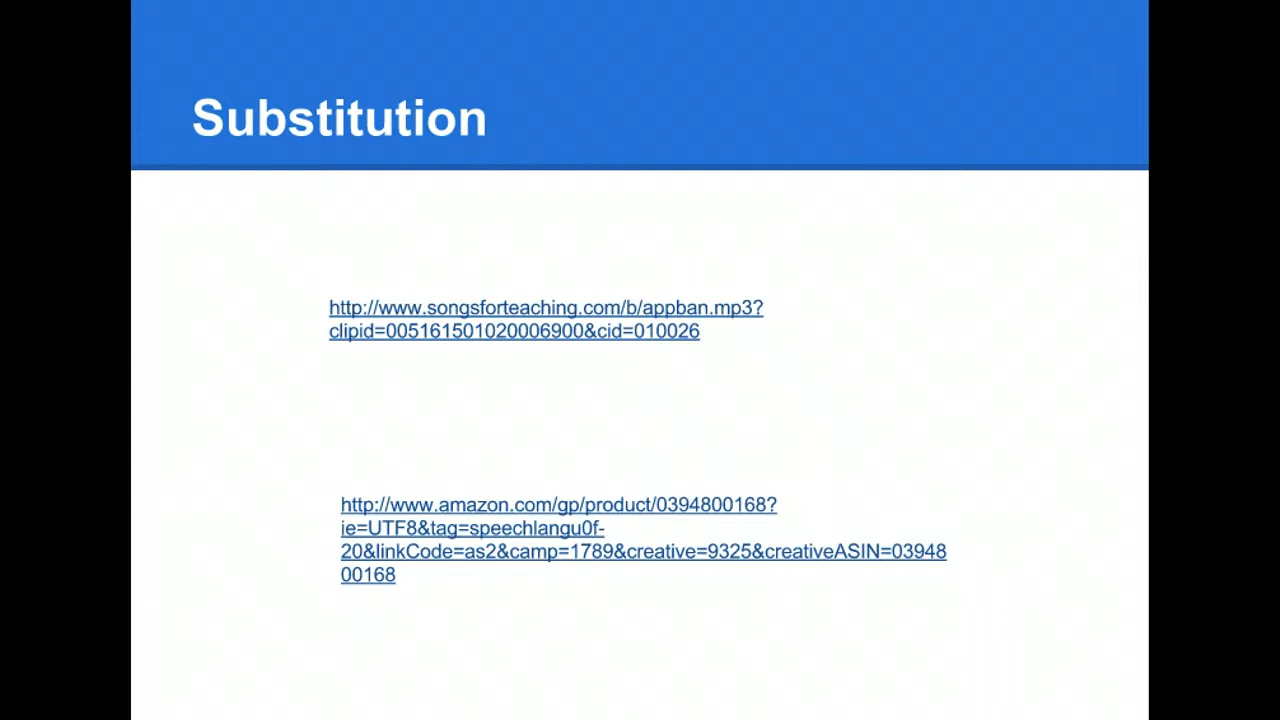 Substitution
http://www.songsforteaching.com/b/appban.mp3?
clipid=005161501020006900&cid=010026
http://www.amazon.com/gp/product/0394800168?
ie=UTF8&tag=speechlangu0f-
20&linkCode=as2&camp=1789&creative=9325&creativeASIN=03948
00168